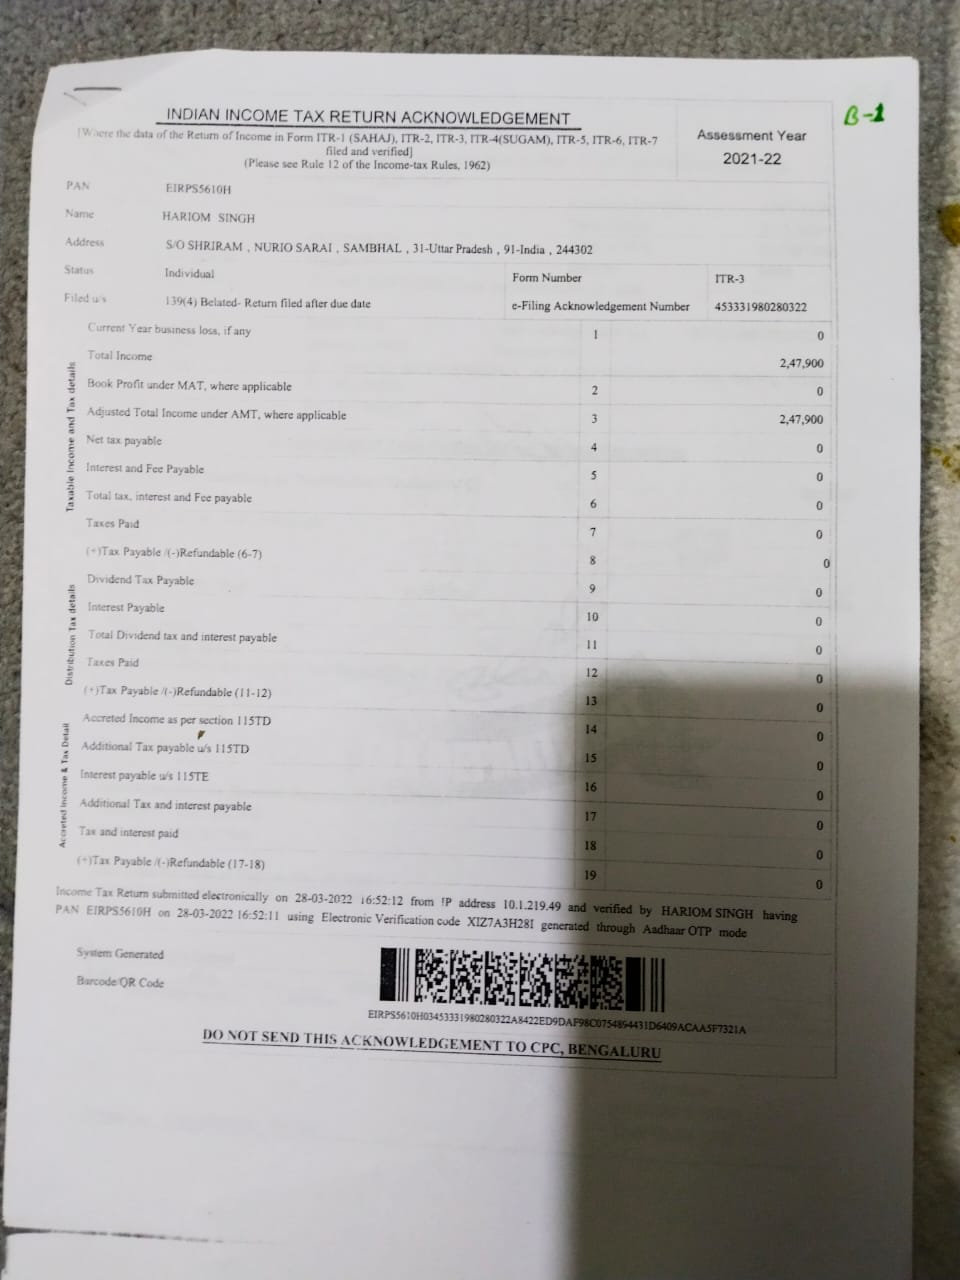 B-1
INDIAN INCOME TAX RETURN ACKNOWLEDGEMENT
[Where the data of the Return of Income in Form ITR-1 (SAHAJ), ITR-2, ITR-3, ITR-4(SUGAM), ITR-5, ITR-6, ITR-7
filed and verified]
(Please see Rule 12 of the Income-tax Rules, 1962)
Assessment Year
2021-22
PAN EIRPS5610H
Name HARIOM SINGH
Address S/O SHRIRAM , NURIO SARAI , SAMBHAL , 31-Uttar Pradesh , 91-India , 244302
Status Individual Form Number ITR-3
Filed u/s 139(4) Belated- Return filed after due date e-Filing Acknowledgement Number 453331980280322
Taxable Income and Tax details
Current Year business loss, if any 1 0
Total Income 2,47,900
Book Profit under MAT, where applicable 2 0
Adjusted Total Income under AMT, where applicable 3 2,47,900
Net tax payable 4 0
Interest and Fee Payable 5 0
Total tax, interest and Fee payable 6 0
Taxes Paid 7 0
(+)Tax Payable /(-)Refundable (6-7) 8 0
Distribution Tax details
Dividend Tax Payable 9 0
Interest Payable 10 0
Total Dividend tax and interest payable 11 0
Taxes Paid 12 0
(+)Tax Payable /(-)Refundable (11-12) 13 0
Accreted Income & Tax Detail
Accreted Income as per section 115TD 14 0
Additional Tax payable u/s 115TD 15 0
Interest payable u/s 115TE 16 0
Additional Tax and interest payable 17 0
Tax and interest paid 18 0
(+)Tax Payable /(-)Refundable (17-18) 19 0
Income Tax Return submitted electronically on 28-03-2022 16:52:12 from IP address 10.1.219.49 and verified by HARIOM SINGH having
PAN EIRPS5610H on 28-03-2022 16:52:11 using Electronic Verification code XIZ7A3H28I generated through Aadhaar OTP mode
System Generated
Barcode/QR Code
EIRPS5610H03453331980280322A8422ED9DAF98C0754894431D6409ACAA5F7321A
DO NOT SEND THIS ACKNOWLEDGEMENT TO CPC, BENGALURU